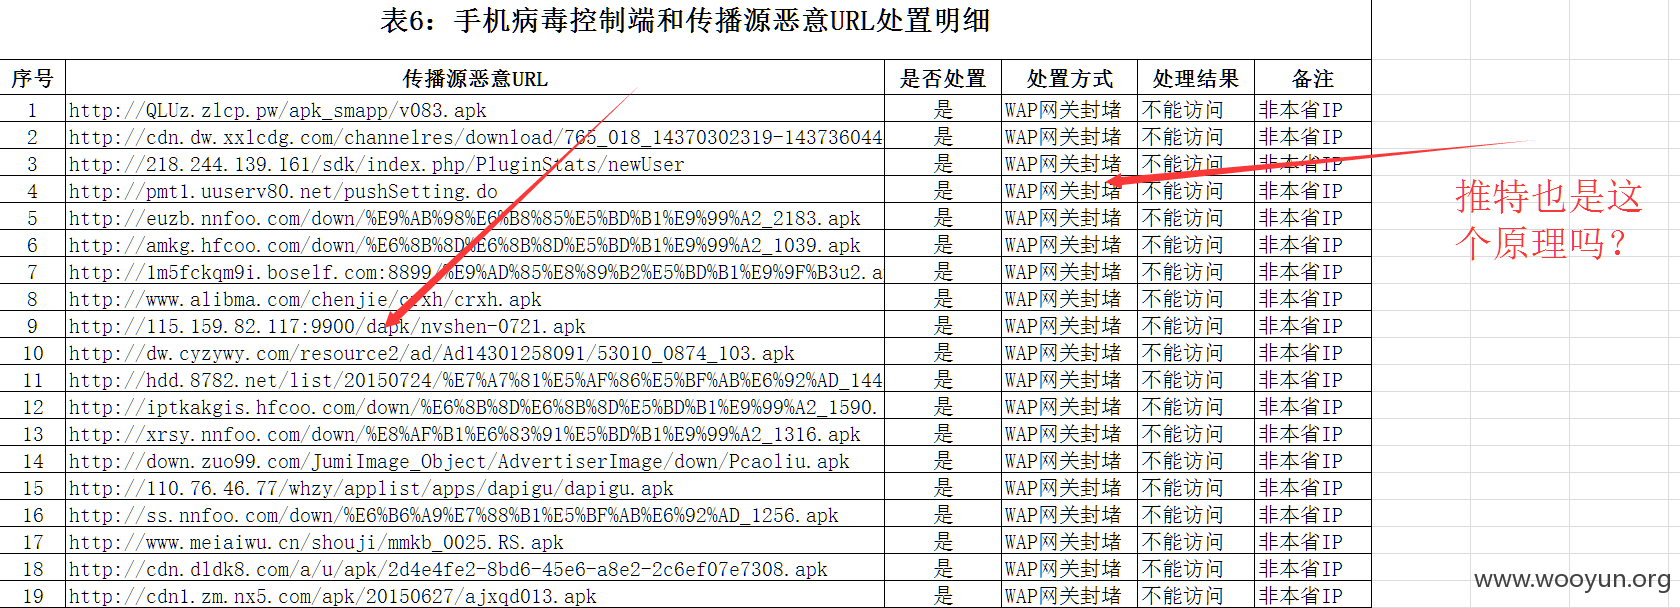 表6：手机病毒控制端和传播源恶意URL处置明细
序号 传播源恶意URL 是否处置 处置方式 处理结果 备注
1 http://QLUz.zlcp.pw/apk_smapp/v083.apk 是 WAP网关封堵 不能访问 非本省IP
2 http://cdn.dw.xxlcdg.com/channelres/download/765_018_14370302319-143736044 是 WAP网关封堵 不能访问 非本省IP
3 http://218.244.139.161/sdk/index.php/PluginStats/newUser 是 WAP网关封堵 不能访问 非本省IP
4 http://pmt1.uuserv80.net/pushSetting.do 是 WAP网关封堵 不能访问 非本省IP
5 http://euzb.nnfoo.com/down/%E9%AB%98%E6%B8%85%E5%BD%B1%E9%99%A2_2183.apk 是 WAP网关封堵 不能访问 非本省IP
6 http://amkg.hfcoo.com/down/%E6%8B%8D%E6%8B%8D%E5%BD%B1%E9%99%A2_1039.apk 是 WAP网关封堵 不能访问 非本省IP
7 http://1m5fckqm9i.boself.com:8899/%E9%AD%85%E8%89%B2%E5%BD%B1%E9%9F%B3u2.a 是 WAP网关封堵 不能访问 非本省IP
8 http://www.alibma.com/chenjie/crxh/crxh.apk 是 WAP网关封堵 不能访问 非本省IP
9 http://115.159.82.117:9900/dapk/nvshen-0721.apk 是 WAP网关封堵 不能访问 非本省IP
10 http://dw.cyzywy.com/resource2/ad/Ad14301258091/53010_0874_103.apk 是 WAP网关封堵 不能访问 非本省IP
11 http://hdd.8782.net/list/20150724/%E7%A7%81%E5%AF%86%E5%BF%AB%E6%92%AD_144 是 WAP网关封堵 不能访问 非本省IP
12 http://iptkakgis.hfcoo.com/down/%E6%8B%8D%E6%8B%8D%E5%BD%B1%E9%99%A2_1590. 是 WAP网关封堵 不能访问 非本省IP
13 http://xrsy.nnfoo.com/down/%E8%AF%B1%E6%83%91%E5%BD%B1%E9%99%A2_1316.apk 是 WAP网关封堵 不能访问 非本省IP
14 http://down.zuo99.com/JumiImage_Object/AdvertiserImage/down/Pcaoliu.apk 是 WAP网关封堵 不能访问 非本省IP
15 http://110.76.46.77/whzy/applist/apps/dapigu/dapigu.apk 是 WAP网关封堵 不能访问 非本省IP
16 http://ss.nnfoo.com/down/%E6%B6%A9%E7%88%B1%E5%BF%AB%E6%92%AD_1256.apk 是 WAP网关封堵 不能访问 非本省IP
17 http://www.meiaiwu.cn/shouji/mmkb_0025.RS.apk 是 WAP网关封堵 不能访问 非本省IP
18 http://cdn.dldk8.com/a/u/apk/2d4e4fe2-8bd6-45e6-a8e2-2c6ef07e7308.apk 是 WAP网关封堵 不能访问 非本省IP
19 http://cdn1.zm.nx5.com/apk/20150627/ajxqd013.apk 是 WAP网关封堵 不能访问 非本省IP
推特也是这
个原理吗？
www.wooyun.org